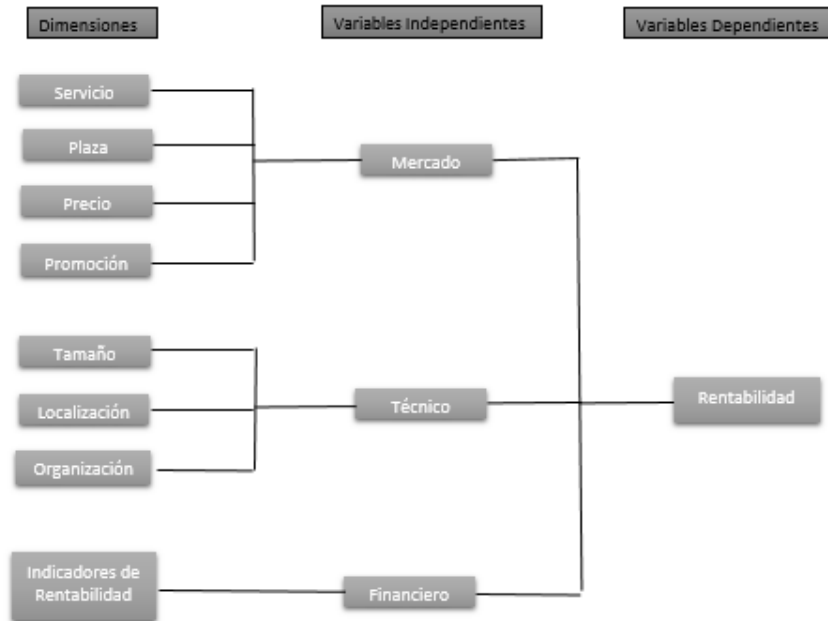 Dimensiones
Variables Independientes
Variables Dependientes
Servicio
Plaza
Precio
Promoción
Mercado
Tamaño
Localización
Organización
Técnico
Rentabilidad
Indicadores de
Rentabilidad
Financiero